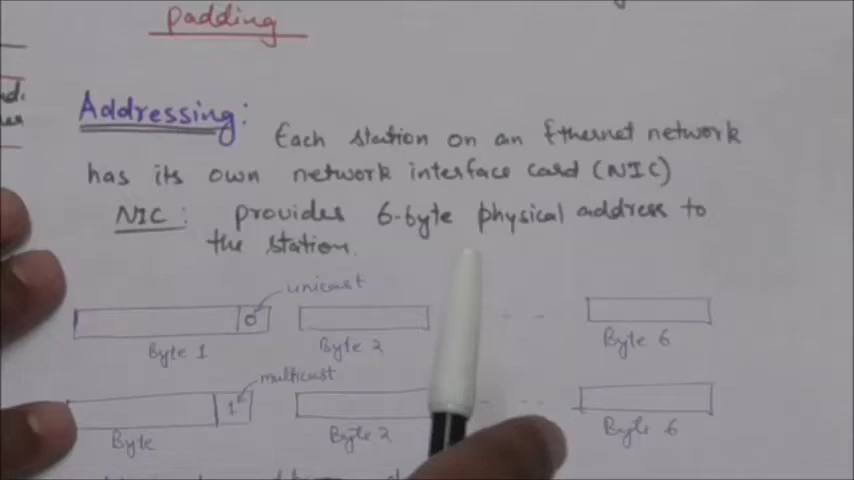 padding
Addressing:
Each station on an Ethernet network
has its own network interface card (NIC)
NIC: provides 6-byte physical address to
the station.
unicast
0
Byte 1 Byte 2 Byte 6
multicast
1
Byte Byte 2 Byte 6